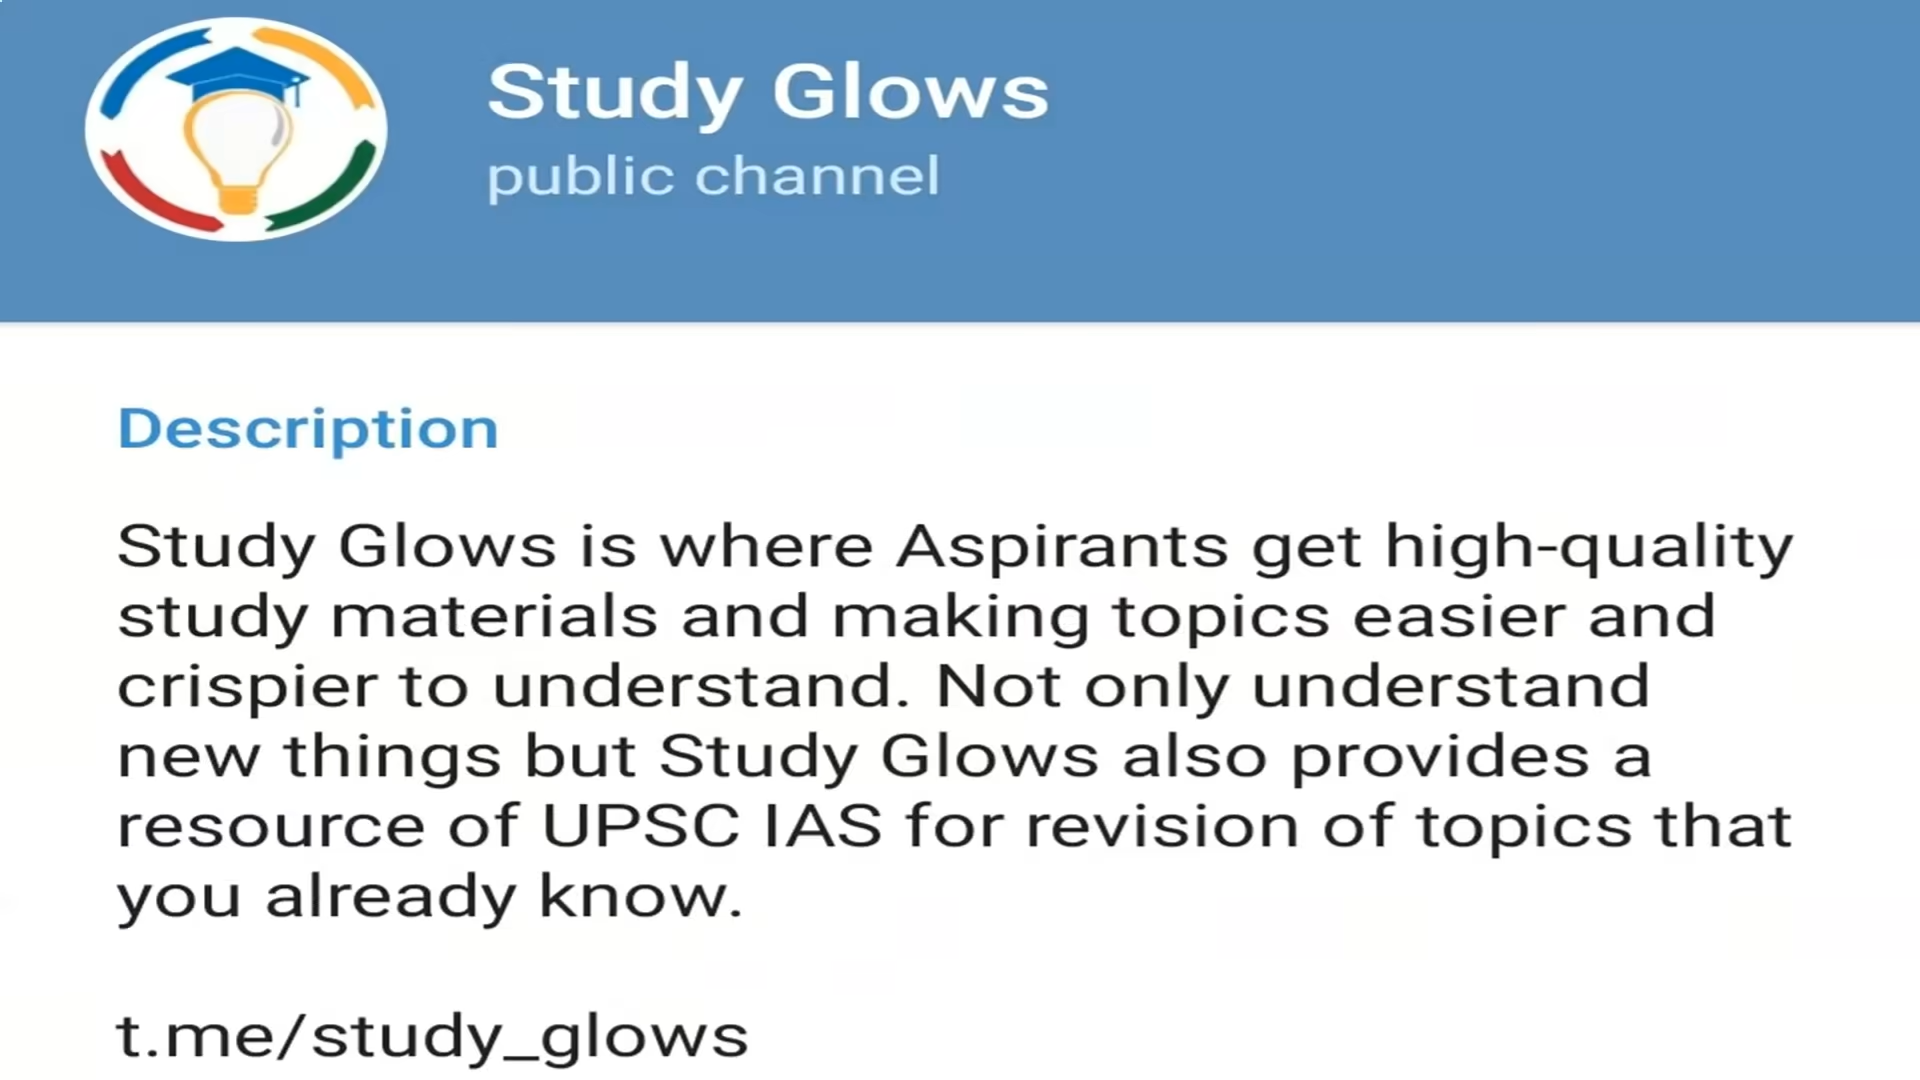 Study Glows
public channel
Description
Study Glows is where Aspirants get high-quality
study materials and making topics easier and
crispier to understand. Not only understand
new things but Study Glows also provides a
resource of UPSC IAS for revision of topics that
you already know.
t.me/study_glows